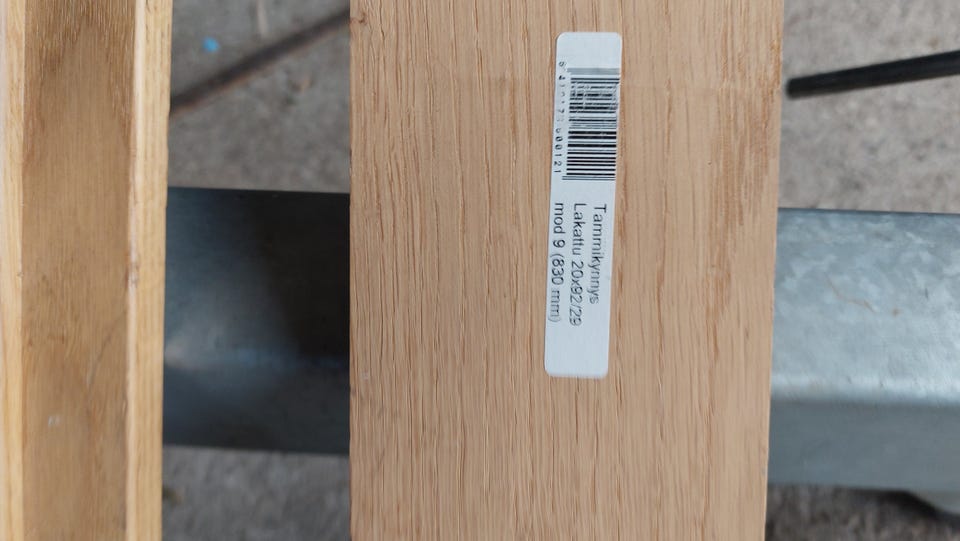 Tammikynnys
Lakattu 20x92/29
mod 9 (830 mm)